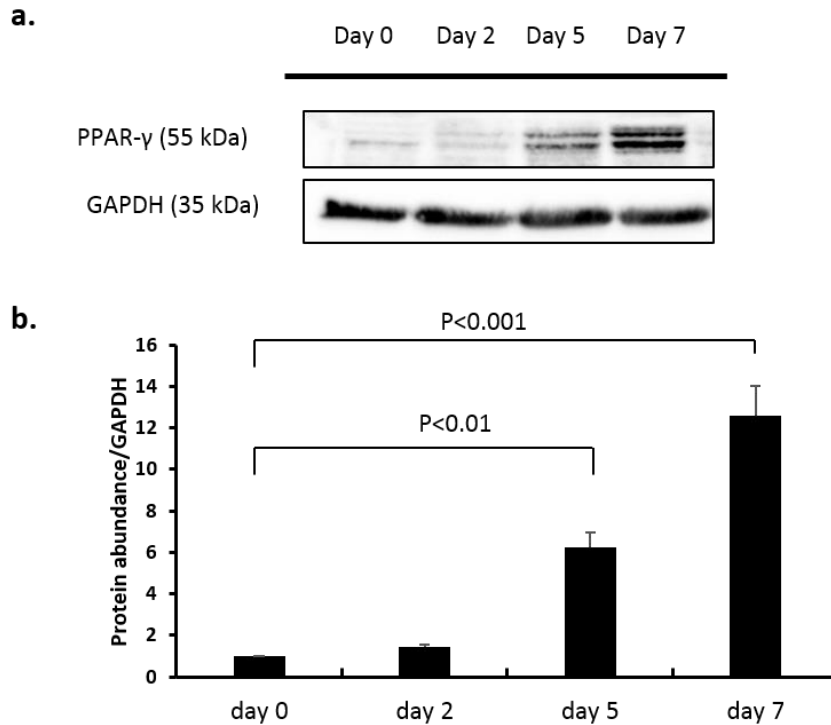 a.
Day 0 Day 2 Day 5 Day 7
PPAR-γ (55 kDa)
GAPDH (35 kDa)
b.
P<0.001
P<0.01
Protein abundance/GAPDH
16
14
12
10
8
6
4
2
0
day 0 day 2 day 5 day 7